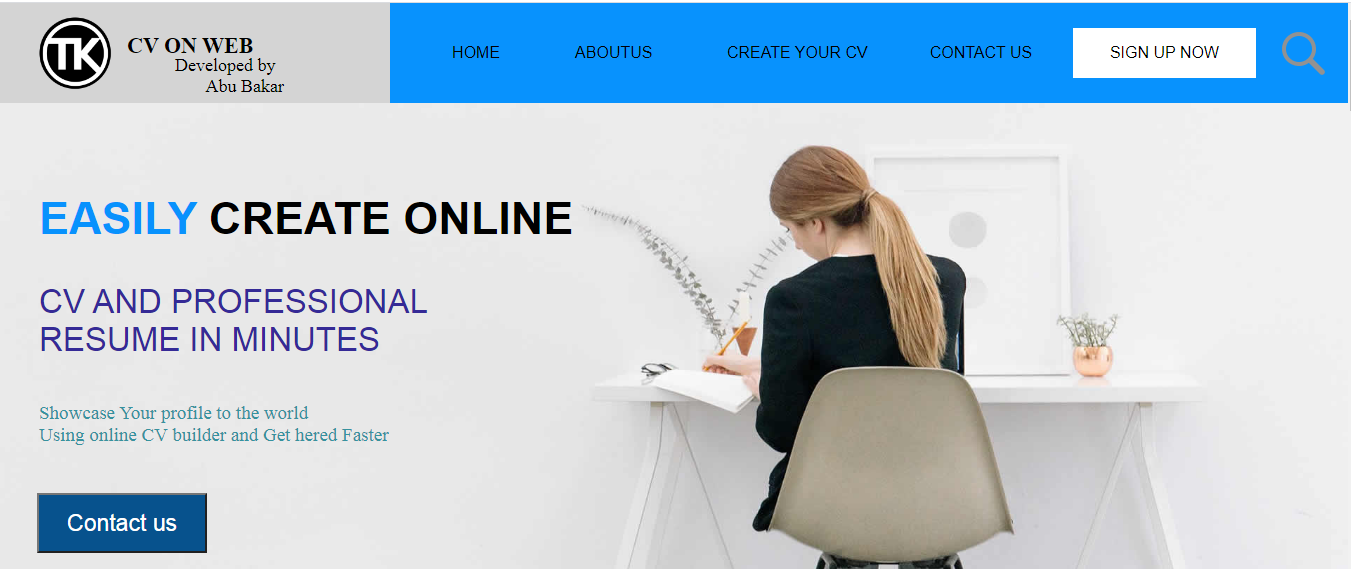 TK
CV ON WEB
Developed by
Abu Bakar
HOME
ABOUTUS
CREATE YOUR CV
CONTACT US
SIGN UP NOW
EASILY CREATE ONLINE
CV AND PROFESSIONAL
RESUME IN MINUTES
Showcase Your profile to the world
Using online CV builder and Get hered Faster
Contact us